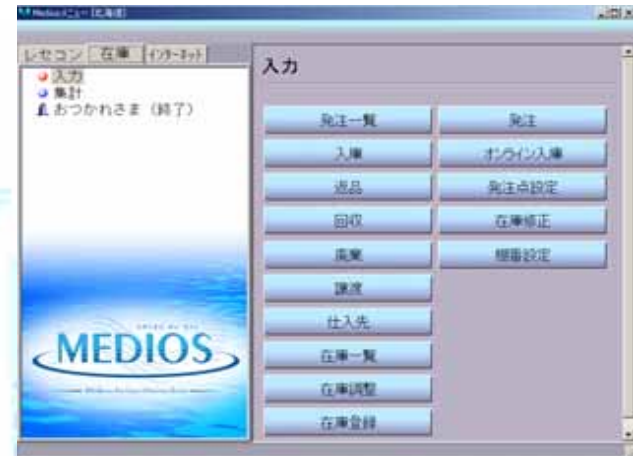 Mediosメニュー [北海道]
レセコン 在庫 インターネット
入力
集計
おつかれさま (終了)
MEDIOS
入力
発注一覧 発注
入庫 オンライン入庫
返品 発注点設定
回収 在庫修正
廃棄 棚番設定
譲渡
仕入先
在庫一覧
在庫調整
在庫登録